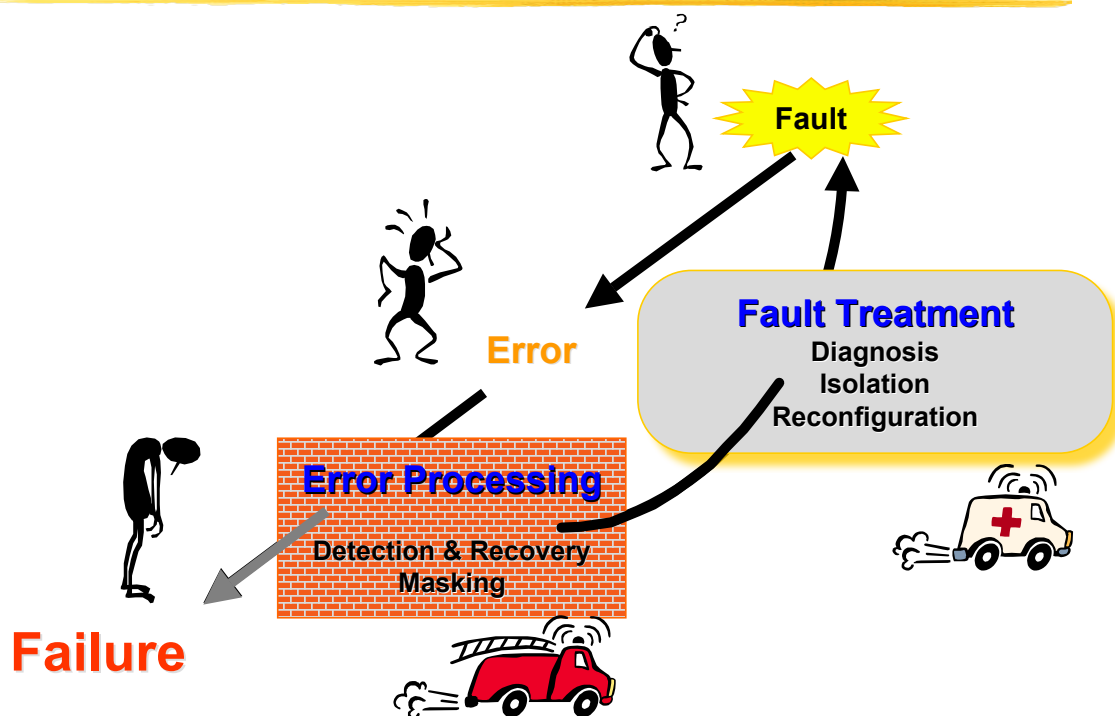 ?
Fault
Fault Treatment
Diagnosis
Isolation
Reconfiguration
Error
Error Processing
Detection & Recovery
Masking
Failure